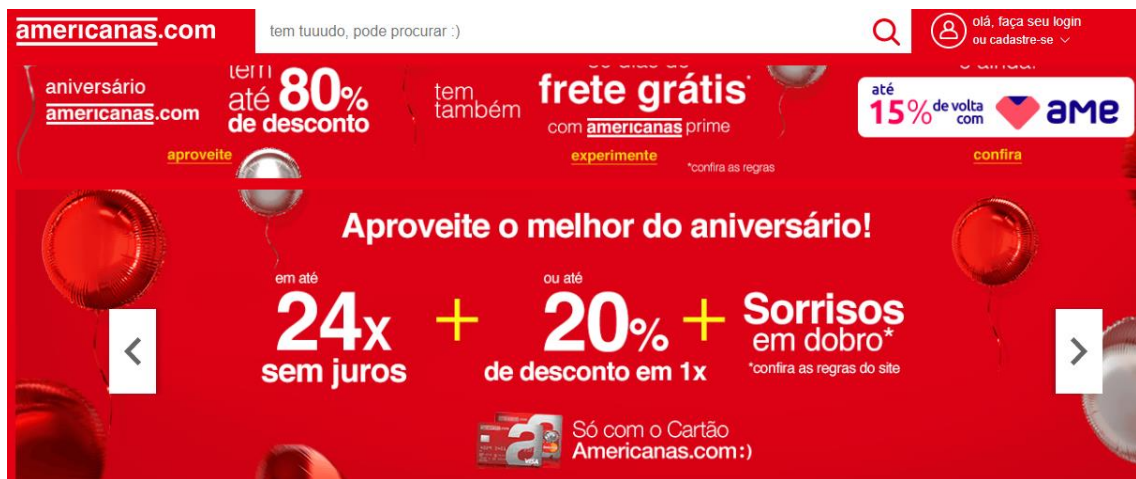 americanas.com
tem tuuudo, pode procurar :)
olá, faça seu login
ou cadastre-se
aniversário
americanas.com
tem
até 80%
de desconto
aproveite
tem
também
frete grátis*
com americanas prime
experimente
*confira as regras
e ainda:
até
15% de volta
com
AME
confira
Aproveite o melhor do aniversário!
em até
24x
sem juros
+
ou até
20%
de desconto em 1x
+
Sorrisos
em dobro*
*confira as regras do site
Só com o Cartão
Americanas.com:)
VISA